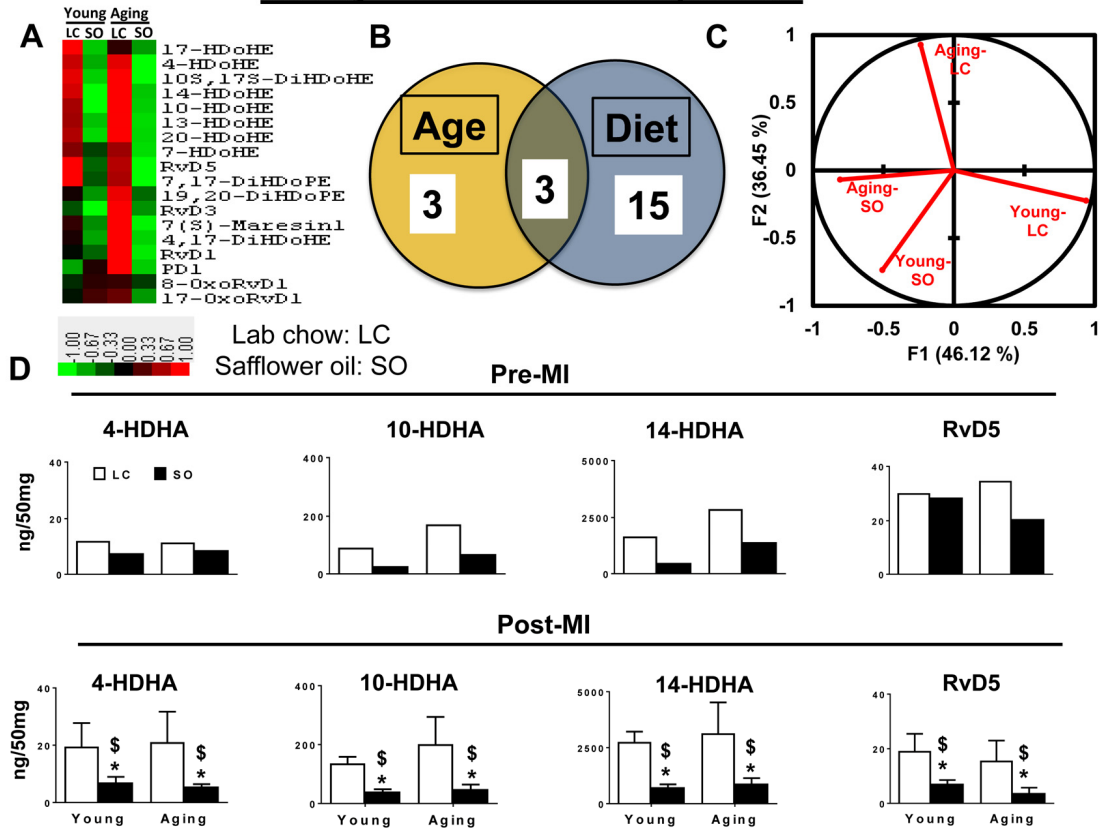 A
Young Aging
LC SO LC SO
17-HDoHE
4-HDoHE
10S,17S-DiHDoHE
14-HDoHE
10-HDoHE
13-HDoHE
20-HDoHE
7-HDoHE
RvD5
7,17-DiHDoPE
19,20-DiHDoPE
RvD3
7(S)-Maresin1
4,17-DiHDoHE
RvD1
PD1
8-OxoRvD1
17-OxoRvD1
-1.00
-0.67
-0.33
0.00
0.33
0.67
1.00
Lab chow: LC
Safflower oil: SO
B
Age
Diet
3
3
15
C
F2 (36.45 %)
1
0.5
0
-0.5
-1
Aging-
LC
Aging-
SO
Young-
LC
Young-
SO
-1
-0.5
0
0.5
1
F1 (46.12 %)
D
Pre-MI
4-HDHA
10-HDHA
14-HDHA
RvD5
ng/50mg
40
20
0
LC
SO
400
200
0
5000
2500
0
40
20
0
Post-MI
4-HDHA
10-HDHA
14-HDHA
RvD5
ng/50mg
40
20
0
$
*
$
*
Young
Aging
400
200
0
$
*
$
*
Young
Aging
5000
2500
0
$
*
$
*
Young
Aging
40
20
0
$
*
$
*
Young
Aging